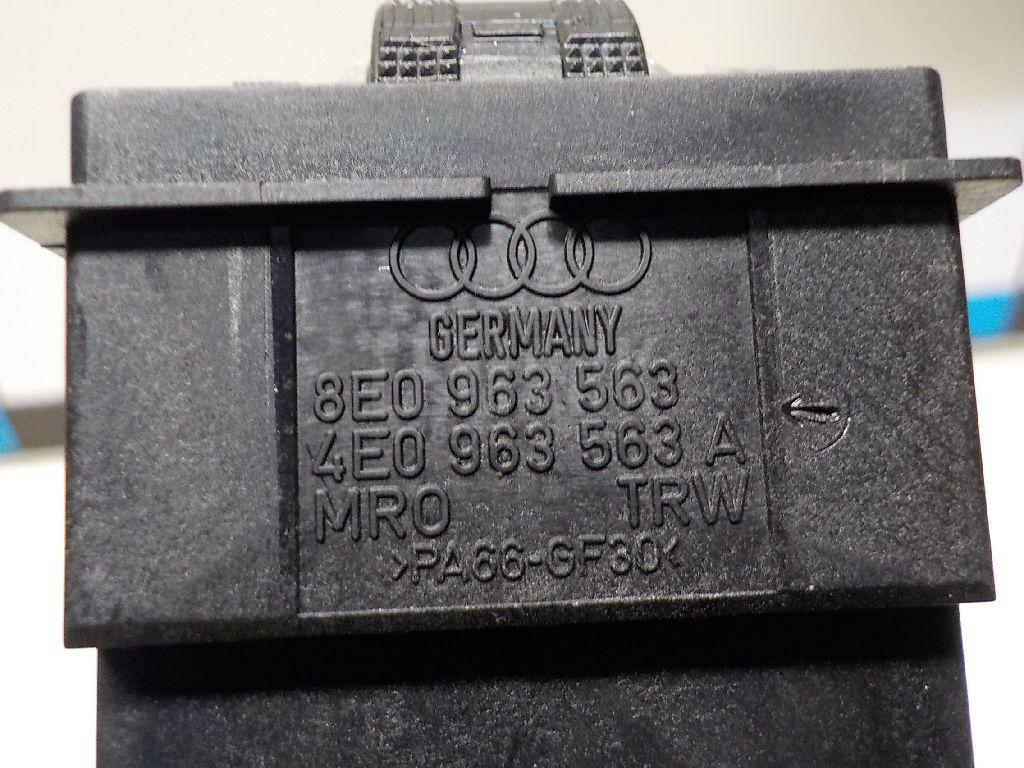 GERMANY
8E0 963 563
4E0 963 563 A
MRO TRW
>PA66-GF30<